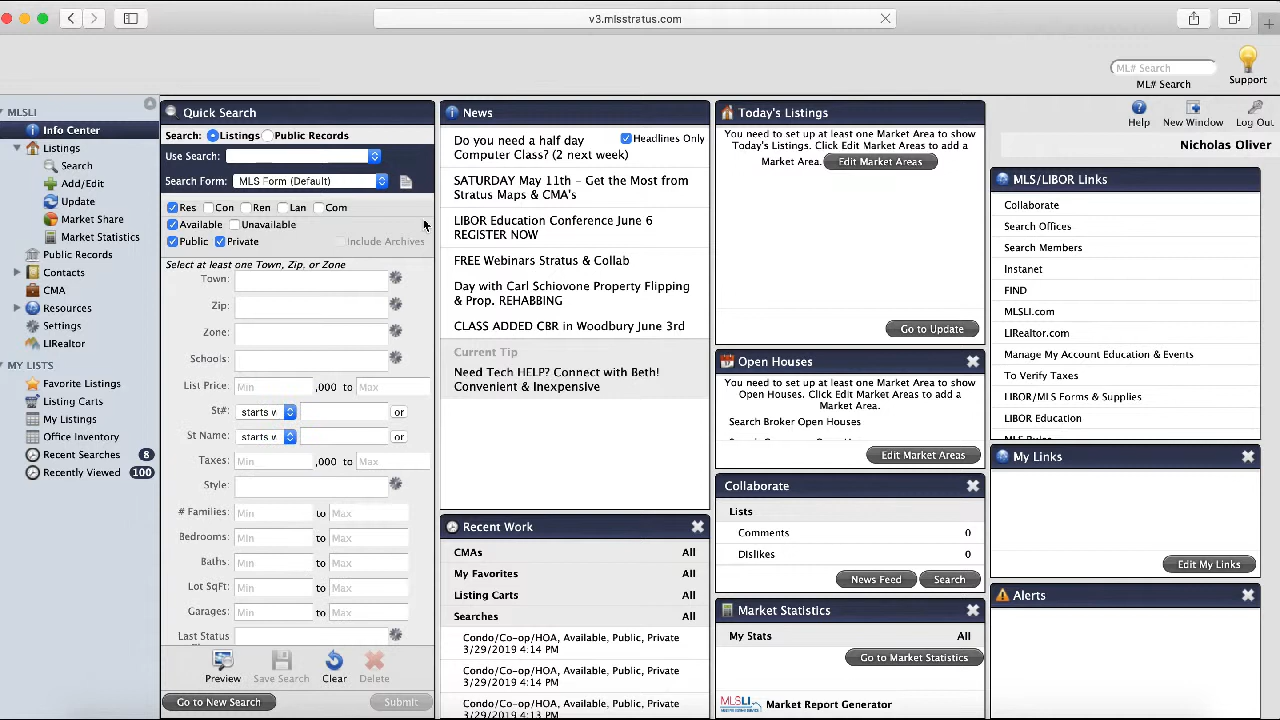 v3.mlsstratus.com
ML# Search
ML# Search
Support
MLSLI
Info Center
Listings
Search
Add/Edit
Update
Market Share
Market Statistics
Public Records
Contacts
CMA
Resources
Settings
LIRealtor
MY LISTS
Favorite Listings
Listing Carts
My Listings
Office Inventory
Recent Searches 8
Recently Viewed 100
Quick Search
Search: Listings Public Records
Use Search:
Search Form: MLS Form (Default)
Res Con Ren Lan Com
Available Unavailable
Public Private Include Archives
Select at least one Town, Zip, or Zone
Town:
Zip:
Zone:
Schools:
List Price: Min ,000 to Max
St#: starts w or
St Name: starts w or
Taxes: Min ,000 to Max
Style:
# Families: Min to Max
Bedrooms: Min to Max
Baths: Min to Max
Lot SqFt: Min to Max
Garages: Min to Max
Last Status
Preview Save Search Clear Delete
Go to New Search Submit
News
Headlines Only
Do you need a half day
Computer Class? (2 next week)
SATURDAY May 11th – Get the Most from
Stratus Maps & CMA's
LIBOR Education Conference June 6
REGISTER NOW
FREE Webinars Stratus & Collab
Day with Carl Schiovone Property Flipping
& Prop. REHABBING
CLASS ADDED CBR in Woodbury June 3rd
Current Tip
Need Tech HELP? Connect with Beth!
Convenient & Inexpensive
Recent Work
CMAs All
My Favorites All
Listing Carts All
Searches All
Condo/Co-op/HOA, Available, Public, Private
3/29/2019 4:14 PM
Condo/Co-op/HOA, Available, Public, Private
3/29/2019 4:14 PM
Condo/Co-op/HOA, Available, Public, Private
3/29/2019 4:13 PM
Today's Listings
You need to set up at least one Market Area to show
Today's Listings. Click Edit Market Areas to add a
Market Area. Edit Market Areas
Go to Update
Open Houses
You need to set up at least one Market Area to show
Open Houses. Click Edit Market Areas to add a
Market Area.
Search Broker Open Houses
Edit Market Areas
Collaborate
Lists
Comments 0
Dislikes 0
News Feed Search
Market Statistics
My Stats All
Go to Market Statistics
MLSLI Market Report Generator
Help New Window Log Out
Nicholas Oliver
MLS/LIBOR Links
Collaborate
Search Offices
Search Members
Instanet
FIND
MLSLI.com
LIRealtor.com
Manage My Account Education & Events
To Verify Taxes
LIBOR/MLS Forms & Supplies
LIBOR Education
MLS Rules
My Links
Edit My Links
Alerts